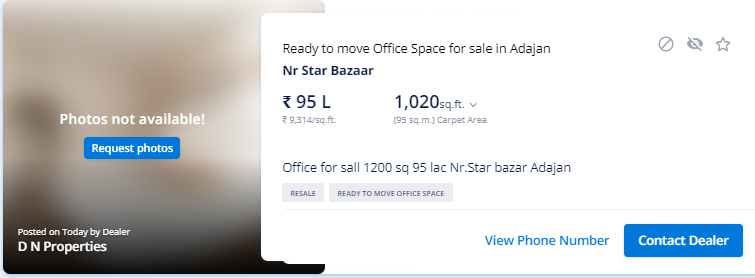 Photos not available!
Request photos
Posted on Today by Dealer
D N Properties
Ready to move Office Space for sale in Adajan
Nr Star Bazaar
₹ 95 L
₹ 9,314/sq.ft.
1,020sq.ft.
(95 sq.m.) Carpet Area
Office for sall 1200 sq 95 lac Nr.Star bazar Adajan
RESALE
READY TO MOVE OFFICE SPACE
View Phone Number
Contact Dealer